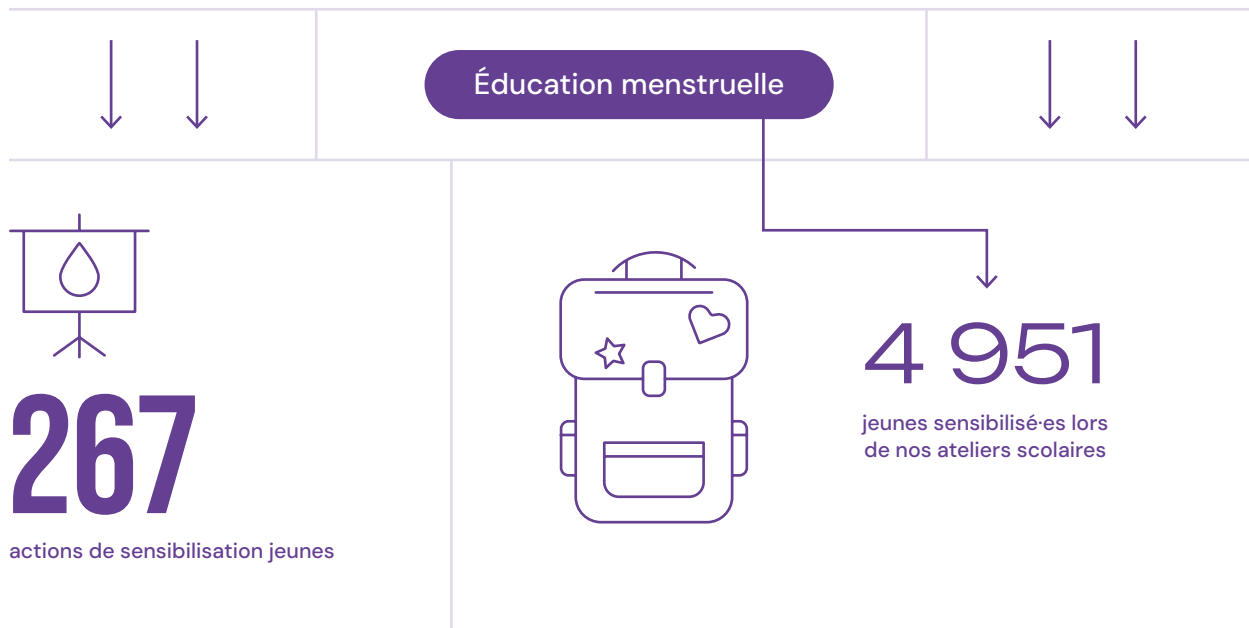 Éducation menstruelle
267
actions de sensibilisation jeunes
4 951
jeunes sensibilisé·es lors
de nos ateliers scolaires